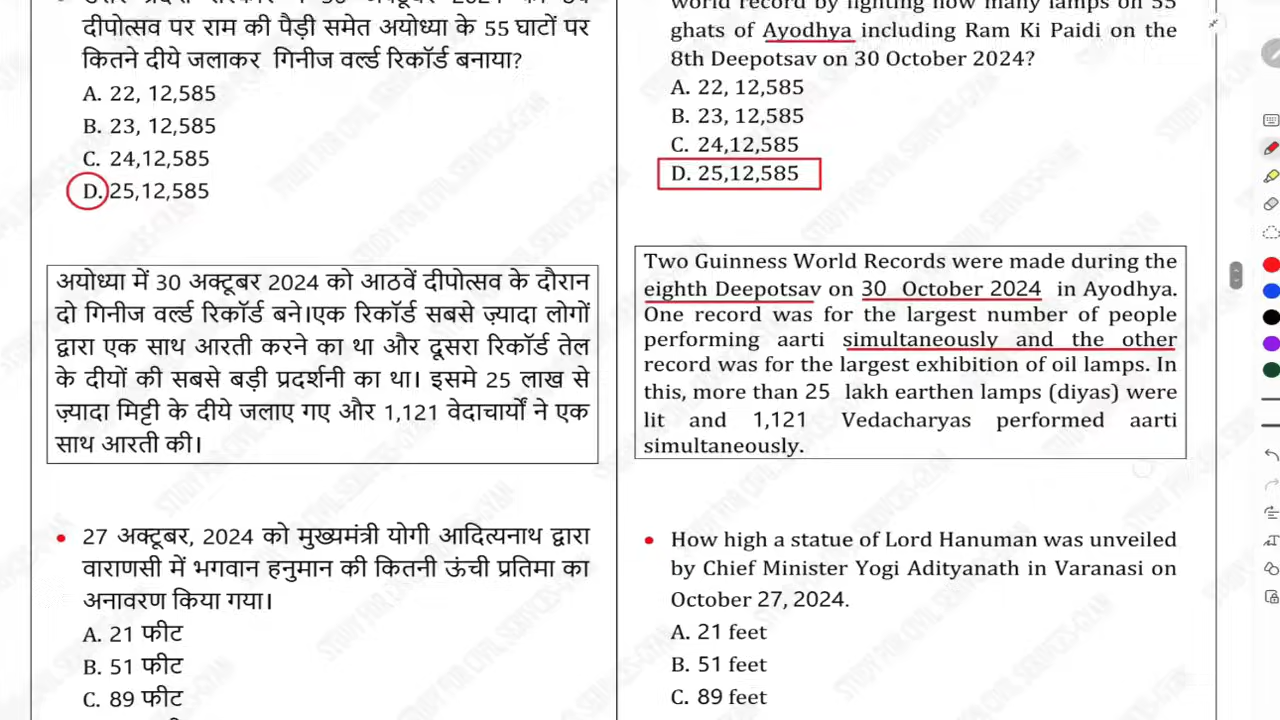 दीपोत्सव पर राम की पैड़ी समेत अयोध्या के 55 घाटों पर
कितने दीये जलाकर गिनीज वर्ल्ड रिकॉर्ड बनाया?
A. 22, 12,585
B. 23, 12,585
C. 24,12,585
D. 25,12,585
अयोध्या में 30 अक्टूबर 2024 को आठवें दीपोत्सव के दौरान
दो गिनीज वर्ल्ड रिकॉर्ड बने।एक रिकॉर्ड सबसे ज़्यादा लोगों
द्वारा एक साथ आरती करने का था और दूसरा रिकॉर्ड तेल
के दीयों की सबसे बड़ी प्रदर्शनी का था। इसमे 25 लाख से
ज़्यादा मिट्टी के दीये जलाए गए और 1,121 वेदाचार्यों ने एक
साथ आरती की।
27 अक्टूबर, 2024 को मुख्यमंत्री योगी आदित्यनाथ द्वारा
वाराणसी में भगवान हनुमान की कितनी ऊंची प्रतिमा का
अनावरण किया गया।
A. 21 फीट
B. 51 फीट
C. 89 फीट
world record by lighting how many lamps on 55
ghats of Ayodhya including Ram Ki Paidi on the
8th Deepotsav on 30 October 2024?
A. 22, 12,585
B. 23, 12,585
C. 24,12,585
D. 25,12,585
Two Guinness World Records were made during the
eighth Deepotsav on 30 October 2024 in Ayodhya.
One record was for the largest number of people
performing aarti simultaneously and the other
record was for the largest exhibition of oil lamps. In
this, more than 25 lakh earthen lamps (diyas) were
lit and 1,121 Vedacharyas performed aarti
simultaneously.
How high a statue of Lord Hanuman was unveiled
by Chief Minister Yogi Adityanath in Varanasi on
October 27, 2024.
A. 21 feet
B. 51 feet
C. 89 feet